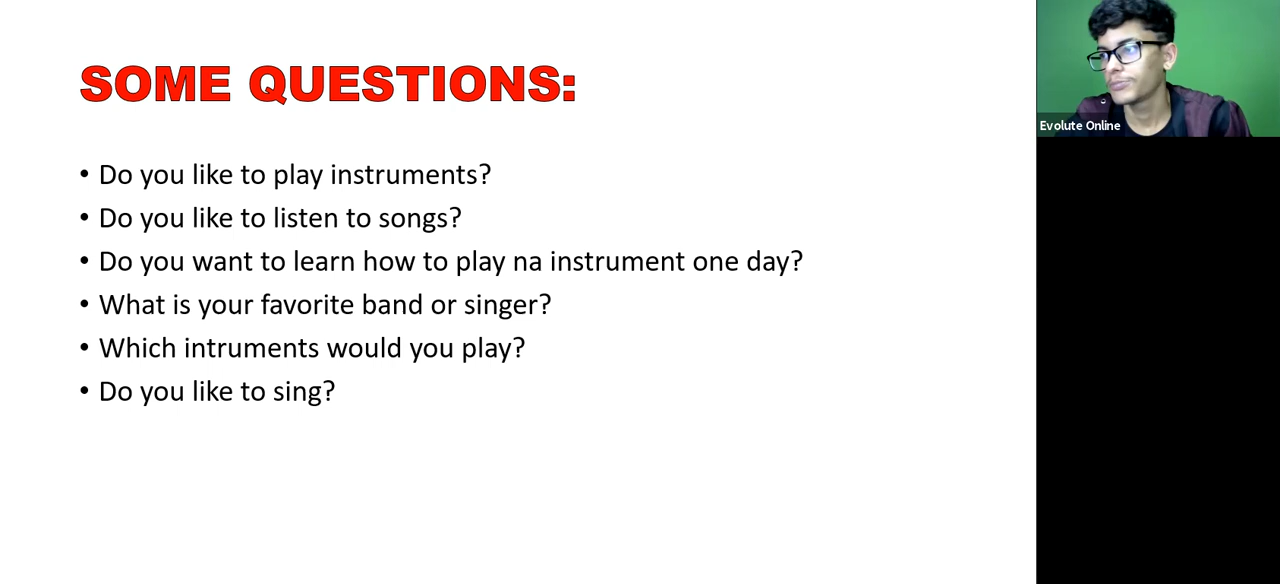 SOME QUESTIONS:
• Do you like to play instruments?
• Do you like to listen to songs?
• Do you want to learn how to play na instrument one day?
• What is your favorite band or singer?
• Which intruments would you play?
• Do you like to sing?
Evolute Online